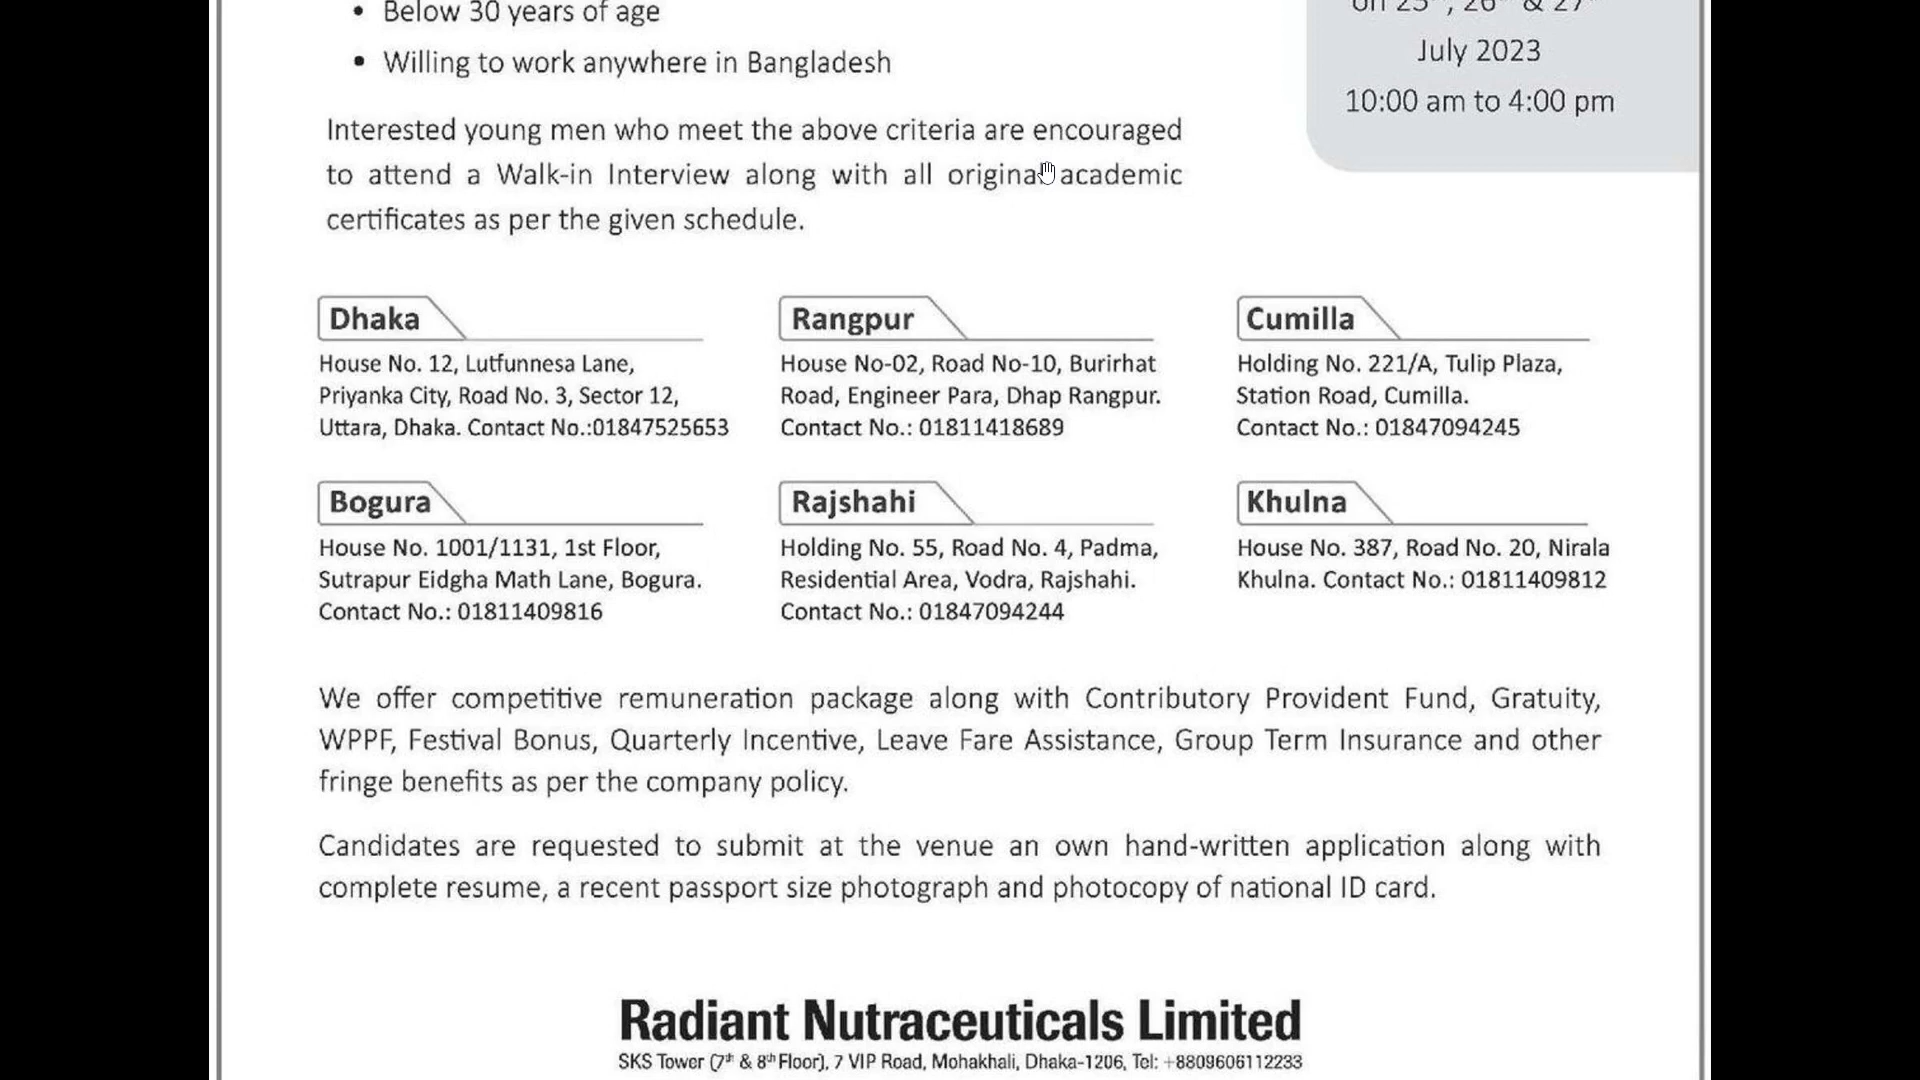 • Below 30 years of age
• Willing to work anywhere in Bangladesh
on 25th, 26th & 27th
July 2023
10:00 am to 4:00 pm
Interested young men who meet the above criteria are encouraged
to attend a Walk-in Interview along with all original academic
certificates as per the given schedule.
Dhaka
House No. 12, Lutfunnesa Lane,
Priyanka City, Road No. 3, Sector 12,
Uttara, Dhaka. Contact No.:01847525653
Rangpur
House No-02, Road No-10, Burirhat
Road, Engineer Para, Dhap Rangpur.
Contact No.: 01811418689
Cumilla
Holding No. 221/A, Tulip Plaza,
Station Road, Cumilla.
Contact No.: 01847094245
Bogura
House No. 1001/1131, 1st Floor,
Sutrapur Eidgha Math Lane, Bogura.
Contact No.: 01811409816
Rajshahi
Holding No. 55, Road No. 4, Padma,
Residential Area, Vodra, Rajshahi.
Contact No.: 01847094244
Khulna
House No. 387, Road No. 20, Nirala
Khulna. Contact No.: 01811409812
We offer competitive remuneration package along with Contributory Provident Fund, Gratuity,
WPPF, Festival Bonus, Quarterly Incentive, Leave Fare Assistance, Group Term Insurance and other
fringe benefits as per the company policy.
Candidates are requested to submit at the venue an own hand-written application along with
complete resume, a recent passport size photograph and photocopy of national ID card.
Radiant Nutraceuticals Limited
SKS Tower (7th & 8th Floor), 7 VIP Road, Mohakhali, Dhaka-1206, Tel: +8809606112233